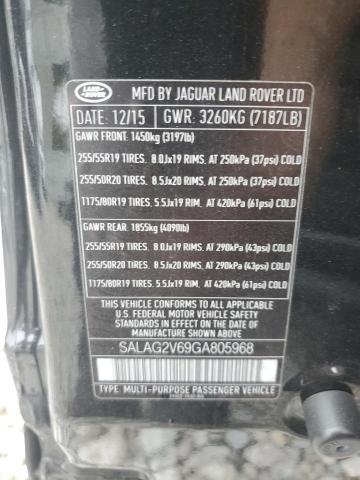 LAND ROVER
MFD BY JAGUAR LAND ROVER LTD
DATE: 12/15 GWR: 3260KG (7187LB)
GAWR FRONT: 1450kg (3197lb)
255/55R19 TIRES. 8.0Jx19 RIMS. AT 250kPa (37psi) COLD
255/50R20 TIRES. 8.5Jx20 RIMS. AT 250kPa (37psi) COLD
T175/80R19 TIRES. 5.5Jx19 RIM. AT 420kPa (61psi) COLD
GAWR REAR: 1855kg (4090lb)
255/55R19 TIRES. 8.0Jx19 RIMS. AT 290kPa (43psi) COLD
255/50R20 TIRES. 8.5Jx20 RIMS. AT 290kPa (43psi) COLD
T175/80R19 TIRES. 5.5Jx19 RIM. AT 420kPa (61psi) COLD
THIS VEHICLE CONFORMS TO ALL APPLICABLE
U.S. FEDERAL MOTOR VEHICLE SAFETY
STANDARDS IN EFFECT ON THE DATE
OF MANUFACTURE SHOWN ABOVE.
SALAG2V69GA805968
TYPE: MULTI-PURPOSE PASSENGER VEHICLE